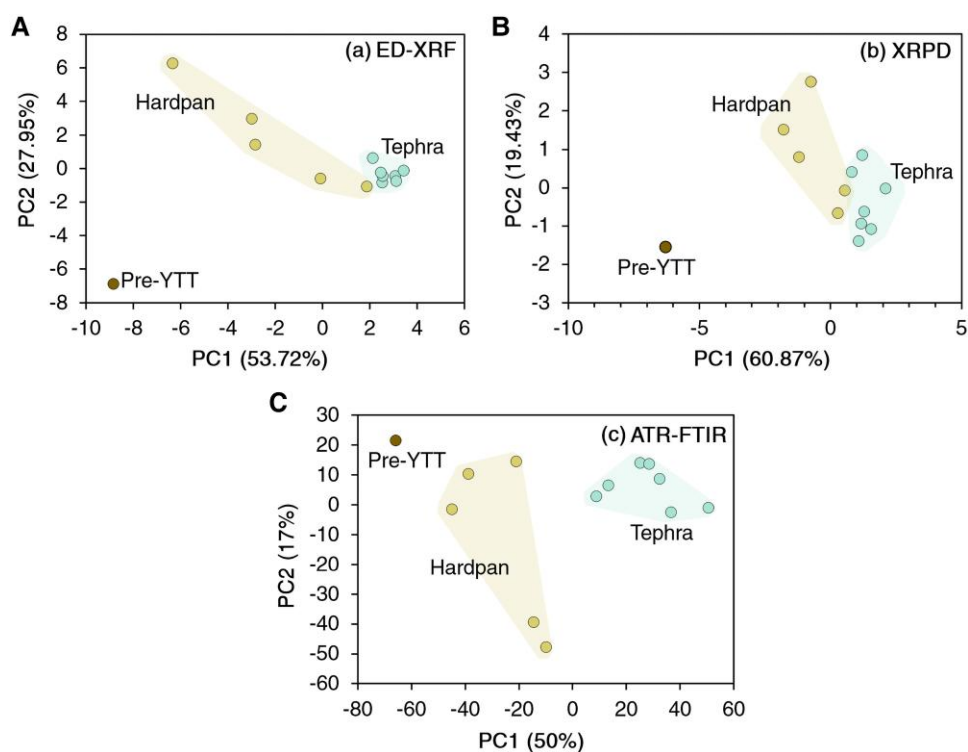 A
(a) ED-XRF
8
6
4
2
0
-2
-4
-6
-8
PC2 (27.95%)
Hardpan
Tephra
Pre-YTT
-10 -8 -6 -4 -2 0 2 4 6
PC1 (53.72%)
B
(b) XRPD
4
3
2
1
0
-1
-2
-3
PC2 (19.43%)
Hardpan
Tephra
Pre-YTT
-10 -5 0 5
PC1 (60.87%)
C
(c) ATR-FTIR
30
20
10
0
-10
-20
-30
-40
-50
-60
PC2 (17%)
Pre-YTT
Hardpan
Tephra
-80 -60 -40 -20 0 20 40 60
PC1 (50%)